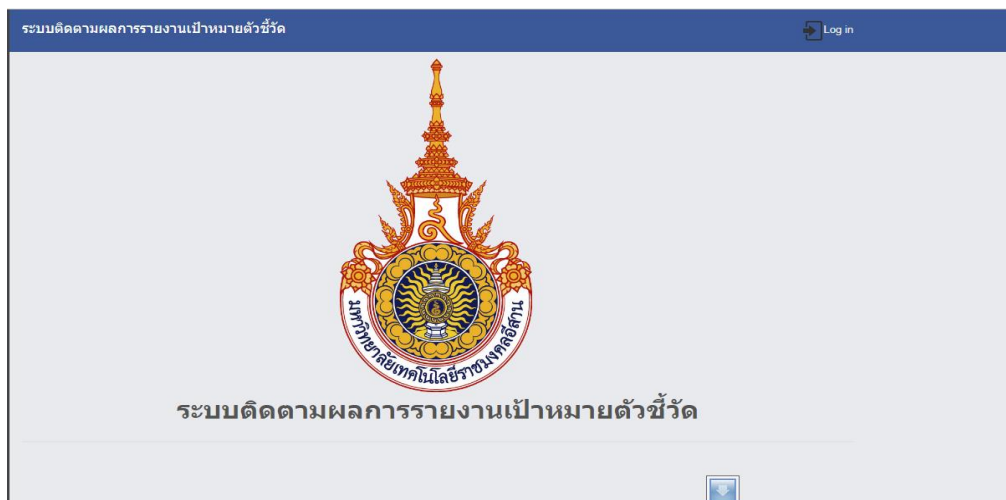 ระบบติดตามผลการรายงานเป้าหมายตัวชี้วัด
Log in
มหาวิทยาลัยเทคโนโลยีราชมงคลอีสาน
ระบบติดตามผลการรายงานเป้าหมายตัวชี้วัด